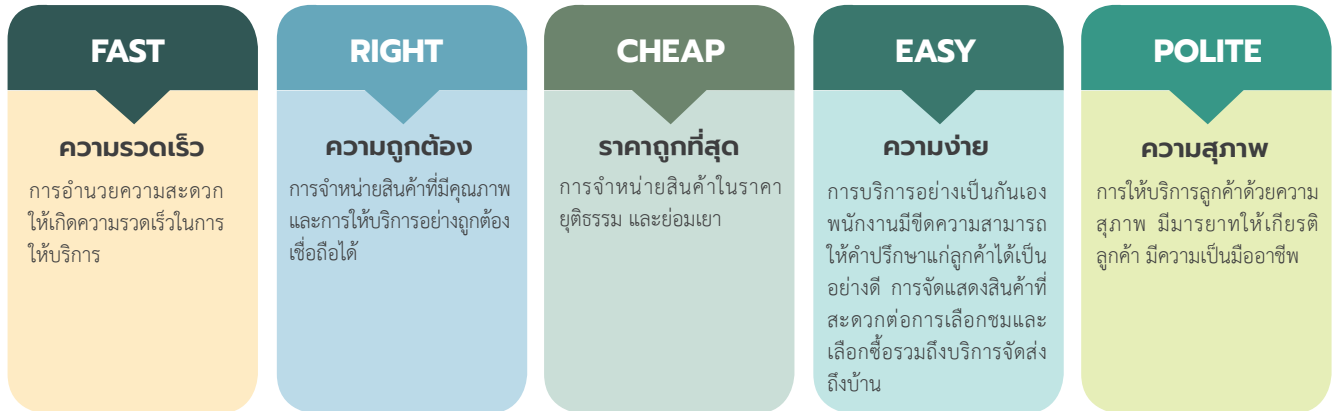 FAST
ความรวดเร็ว
การอำนวยความสะดวก
ให้เกิดความรวดเร็วในการ
ให้บริการ
RIGHT
ความถูกต้อง
การจำหน่ายสินค้าที่มีคุณภาพ
และการให้บริการอย่างถูกต้อง
เชื่อถือได้
CHEAP
ราคาถูกที่สุด
การจำหน่ายสินค้าในราคา
ยุติธรรม และย่อมเยา
EASY
ความง่าย
การบริการอย่างเป็นกันเอง
พนักงานมีขีดความสามารถ
ให้คำปรึกษาแก่ลูกค้าได้เป็น
อย่างดี การจัดแสดงสินค้าที่
สะดวกต่อการเลือกชมและ
เลือกซื้อรวมถึงบริการจัดส่ง
ถึงบ้าน
POLITE
ความสุภาพ
การให้บริการลูกค้าด้วยความ
สุภาพ มีมารยาทให้เกียรติ
ลูกค้า มีความเป็นมืออาชีพ